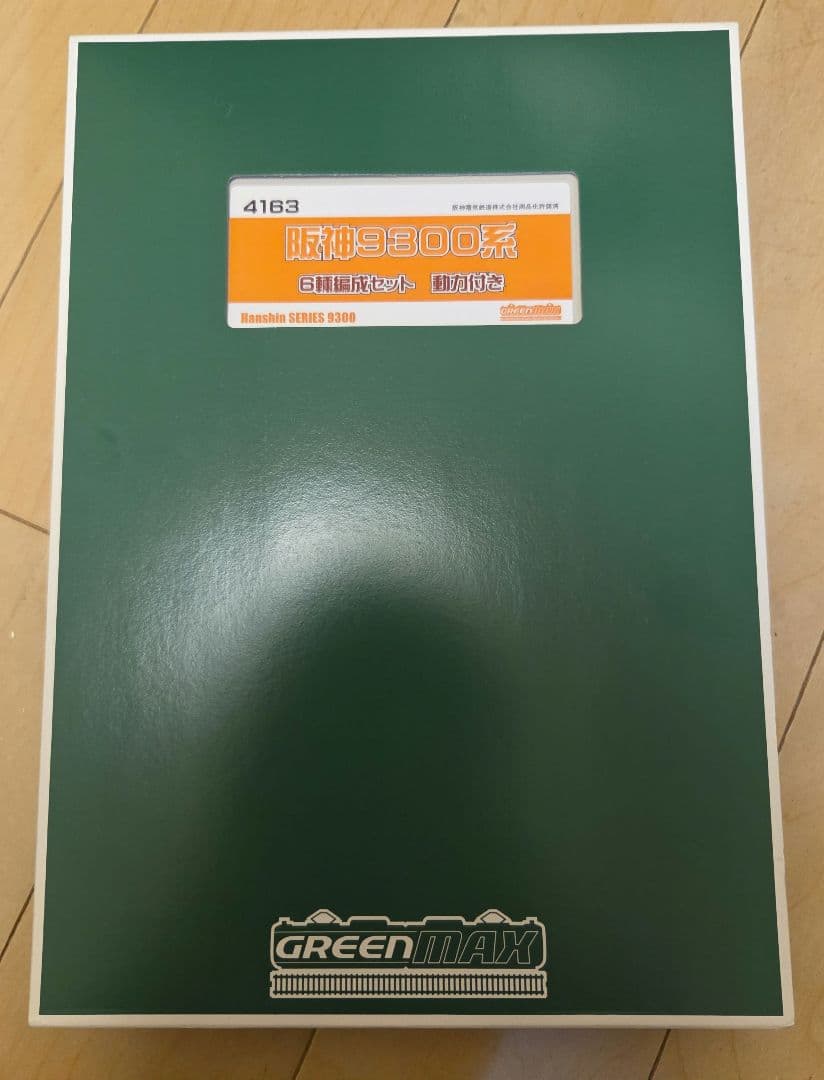 4163
阪神電気鉄道株式会社商品化許諾済
阪神9300系
6輌編成セット 動力付き
Hanshin SERIES 9300
GREENMAX
GREENMAX